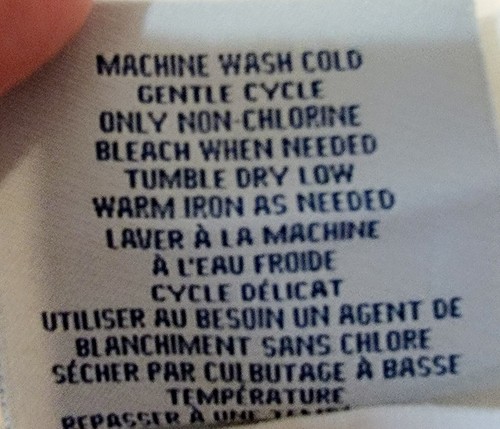 MACHINE WASH COLD
GENTLE CYCLE
ONLY NON-CHLORINE
BLEACH WHEN NEEDED
TUMBLE DRY LOW
WARM IRON AS NEEDED
LAVER À LA MACHINE
À L'EAU FROIDE
CYCLE DÉLICAT
UTILISER AU BESOIN UN AGENT DE
BLANCHIMENT SANS CHLORE
SÉCHER PAR CULBUTAGE À BASSE
TEMPÉRATURE
REPASSER À UNE